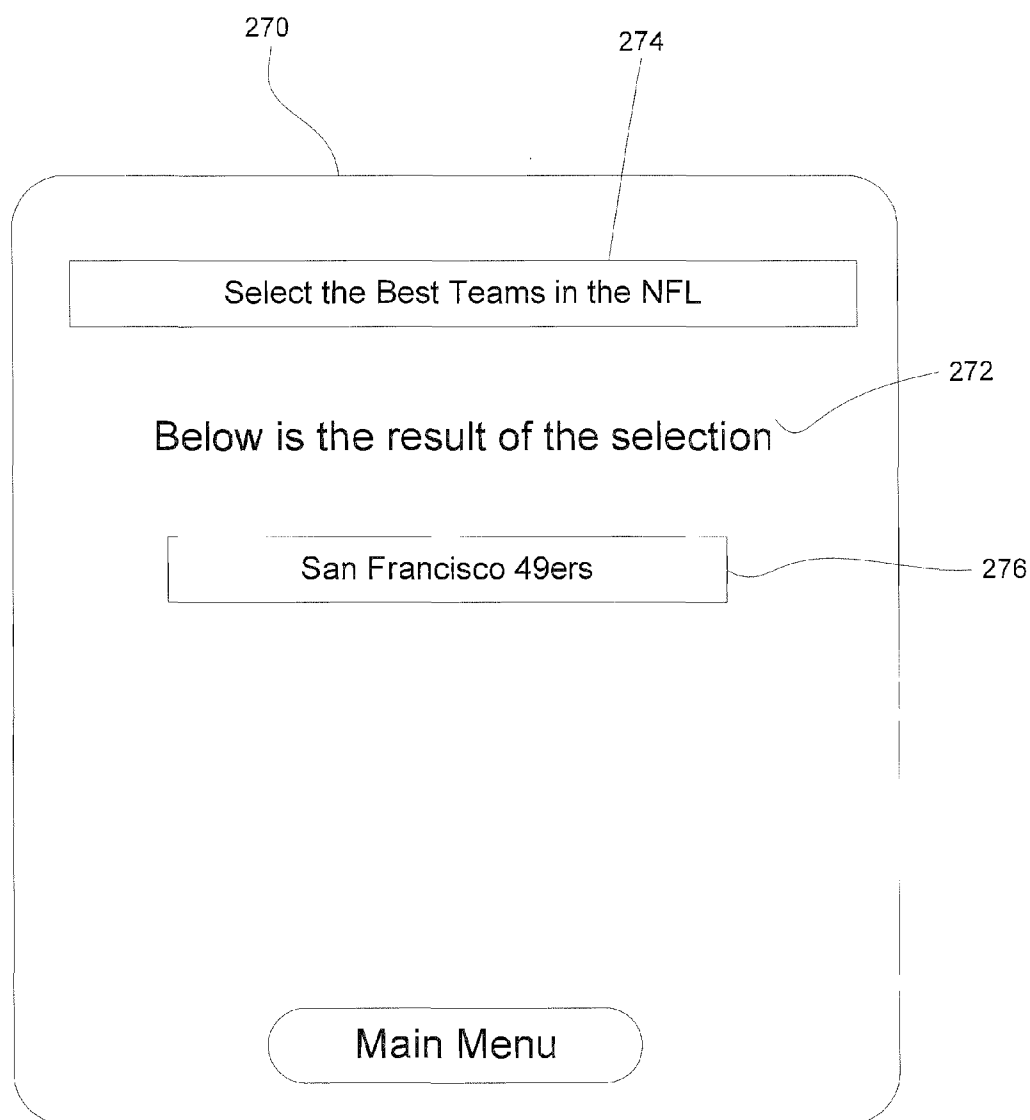 270
274
Select the Best Teams in the NFL
272
Below is the result of the selection
San Francisco 49ers
276
Main Menu